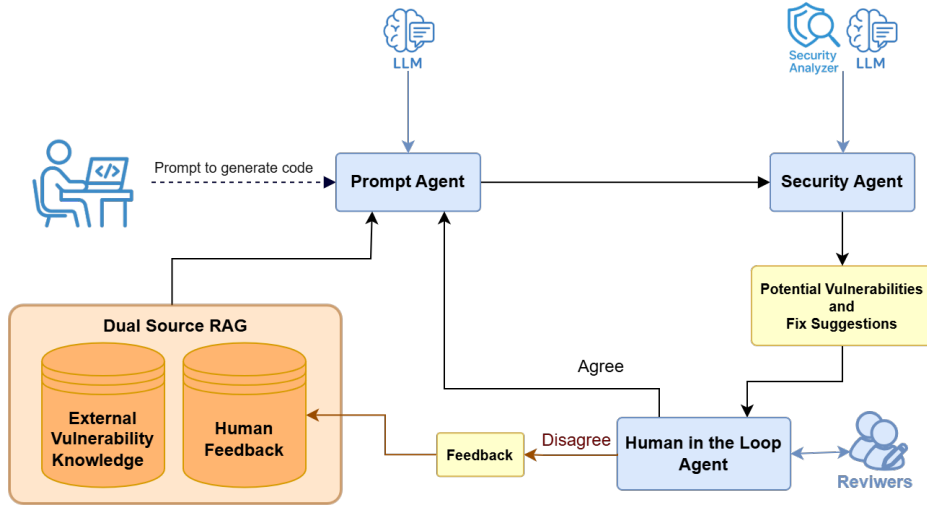 LLM
Security
Analyzer
LLM
Prompt to generate code
</>
Prompt Agent
Security Agent
Potential Vulnerabilities
and
Fix Suggestions
Dual Source RAG
External
Vulnerability
Knowledge
Human
Feedback
Agree
Disagree
Feedback
Human in the Loop
Agent
Reviwers